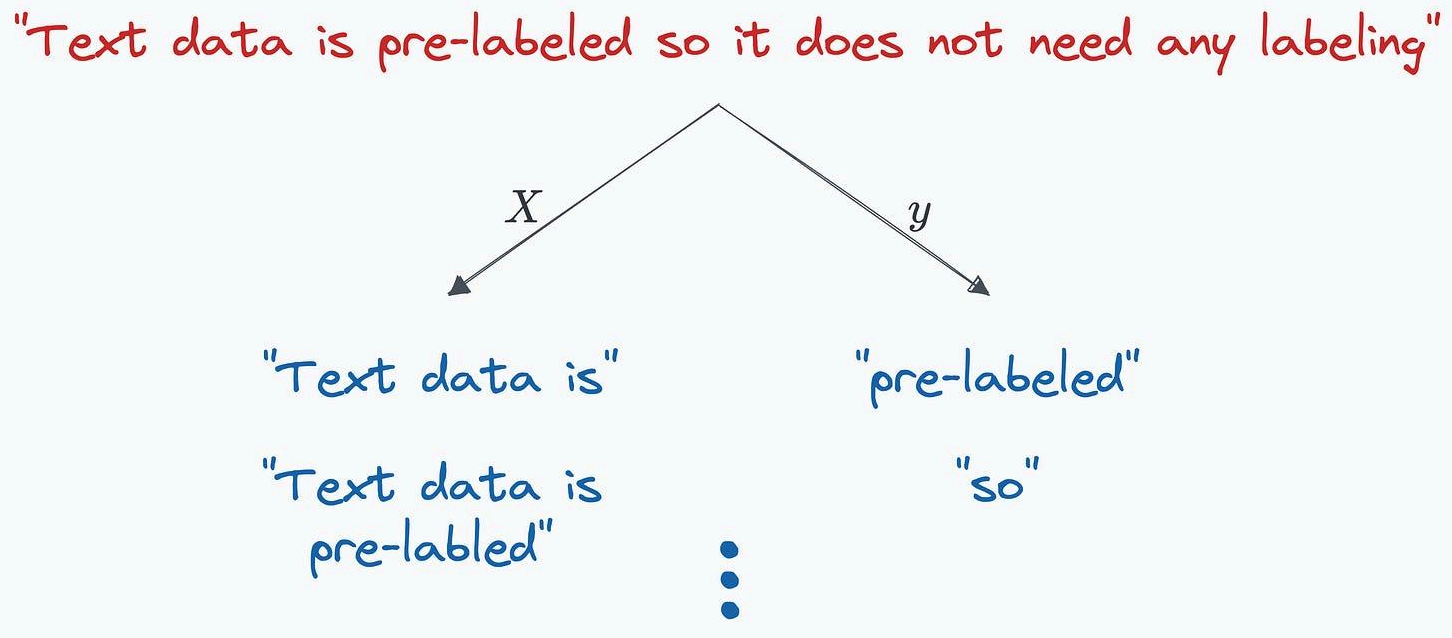 "Text data is pre-labeled so it does not need any labeling"
X
y
"Text data is"
"pre-labeled"
"Text data is
pre-labled"
"so"